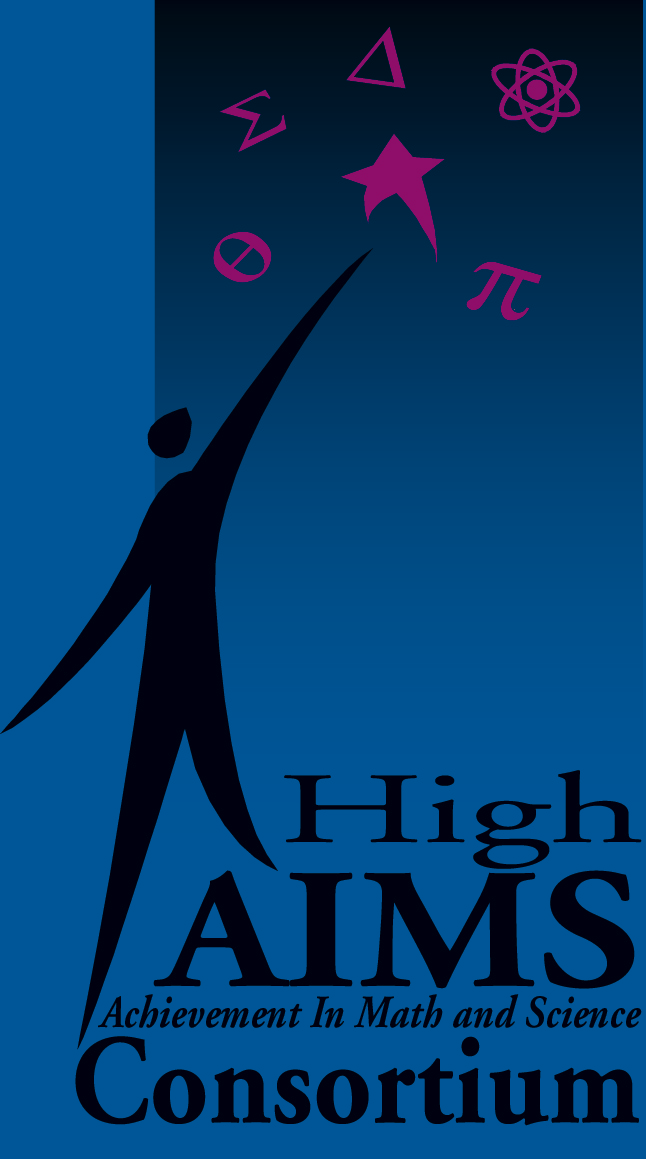 Δ
Σ
Θ
π
High
AIMS
Achievement In Math and Science
Consortium